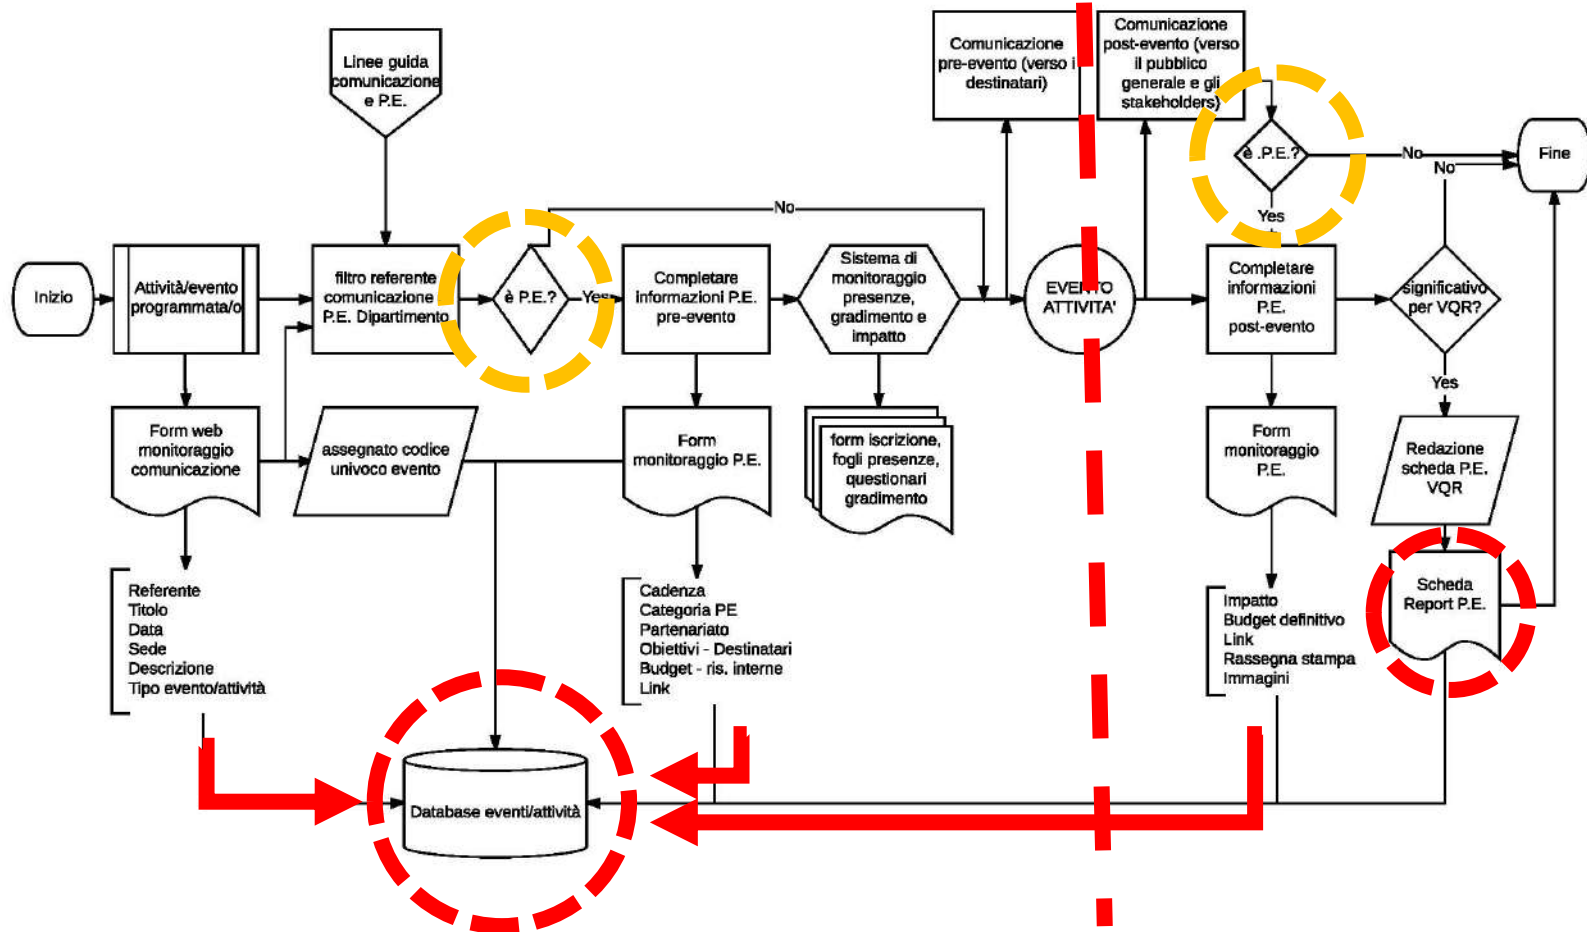 Linee guida
comunicazione
e P.E.
Comunicazione
pre-evento (verso i
destinatari)
Comunicazione
post-evento (verso
il pubblico
generale e gli
stakeholders)
è .P.E.?
No
No
Fine
Yes
No
Inizio
Attività/evento
programmata/o
filtro referente
comunicazione
P.E. Dipartimento
è P.E.?
Yes
Completare
informazioni P.E.
pre-evento
Sistema di
monitoraggio
presenze,
gradimento e
impatto
EVENTO
ATTIVITA'
Completare
informazioni
P.E.
post-evento
significativo
per VQR?
Yes
Form web
monitoraggio
comunicazione
assegnato codice
univoco evento
Form
monitoraggio P.E.
form iscrizione,
fogli presenze,
questionari
gradimento
Form
monitoraggio
P.E.
Redazione
scheda P.E.
VQR
Scheda
Report P.E.
Referente
Titolo
Data
Sede
Descrizione
Tipo evento/attività
Cadenza
Categoria PE
Partenariato
Obiettivi - Destinatari
Budget - ris. interne
Link
Impatto
Budget definitivo
Link
Rassegna stampa
Immagini
Database eventi/attività